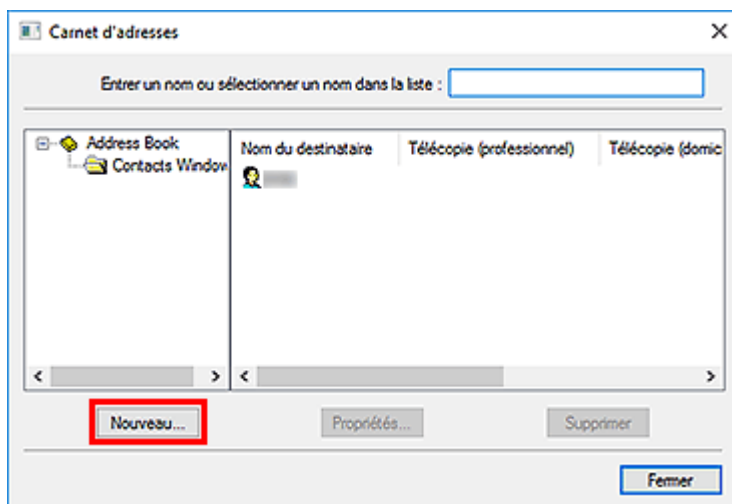 Carnet d'adresses
Entrer un nom ou sélectionner un nom dans la liste :
Address Book
Contacts Window
Nom du destinataire Télécopie (professionnel) Télécopie (domic
Nouveau... Propriétés... Supprimer
Fermer